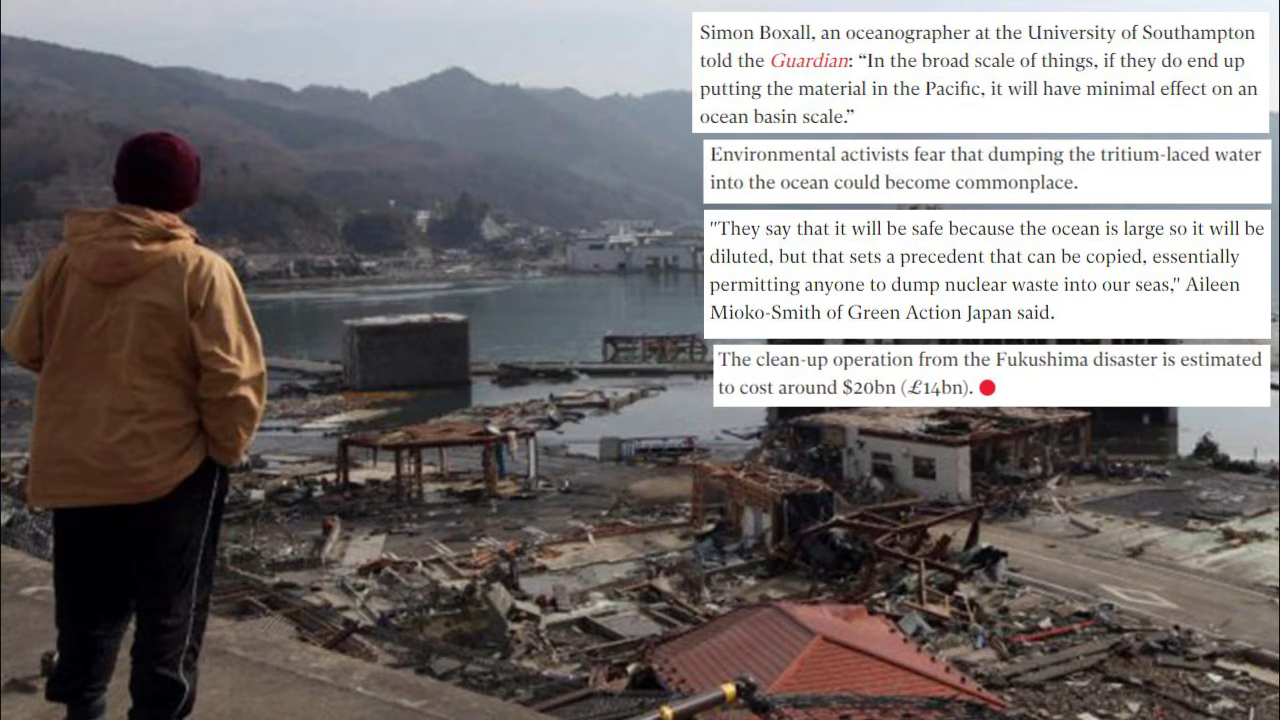 Simon Boxall, an oceanographer at the University of Southampton
told the Guardian: “In the broad scale of things, if they do end up
putting the material in the Pacific, it will have minimal effect on an
ocean basin scale.”
Environmental activists fear that dumping the tritium-laced water
into the ocean could become commonplace.
"They say that it will be safe because the ocean is large so it will be
diluted, but that sets a precedent that can be copied, essentially
permitting anyone to dump nuclear waste into our seas," Aileen
Mioko-Smith of Green Action Japan said.
The clean-up operation from the Fukushima disaster is estimated
to cost around $20bn (£14bn).